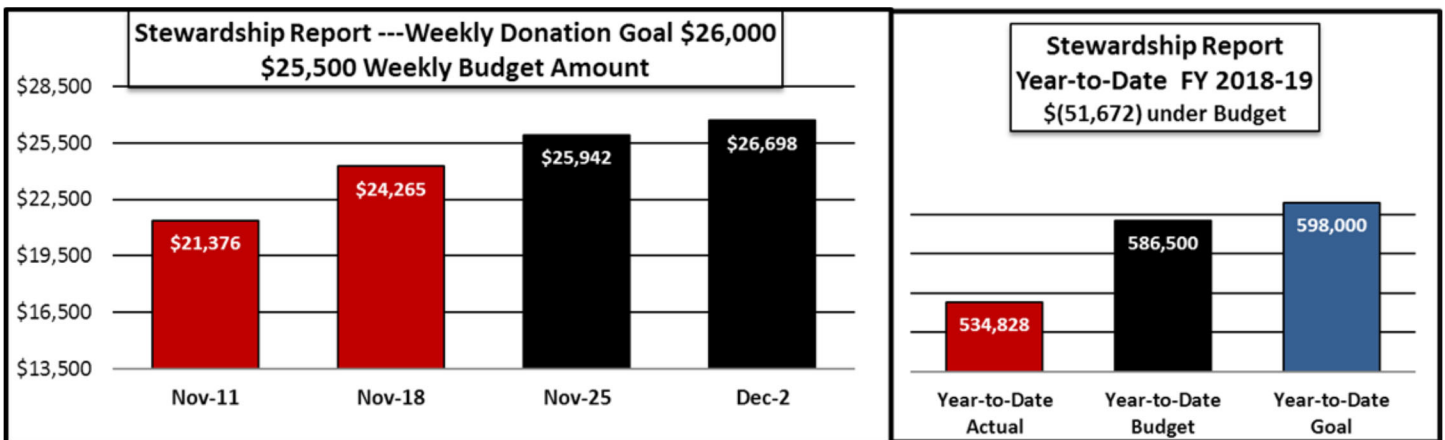 Stewardship Report ---Weekly Donation Goal $26,000
$25,500 Weekly Budget Amount
$28,500
$25,500
$22,500
$19,500
$16,500
$13,500
$21,376
$24,265
$25,942
$26,698
Nov-11
Nov-18
Nov-25
Dec-2
Stewardship Report
Year-to-Date FY 2018-19
$(51,672) under Budget
534,828
586,500
598,000
Year-to-Date
Actual
Year-to-Date
Budget
Year-to-Date
Goal